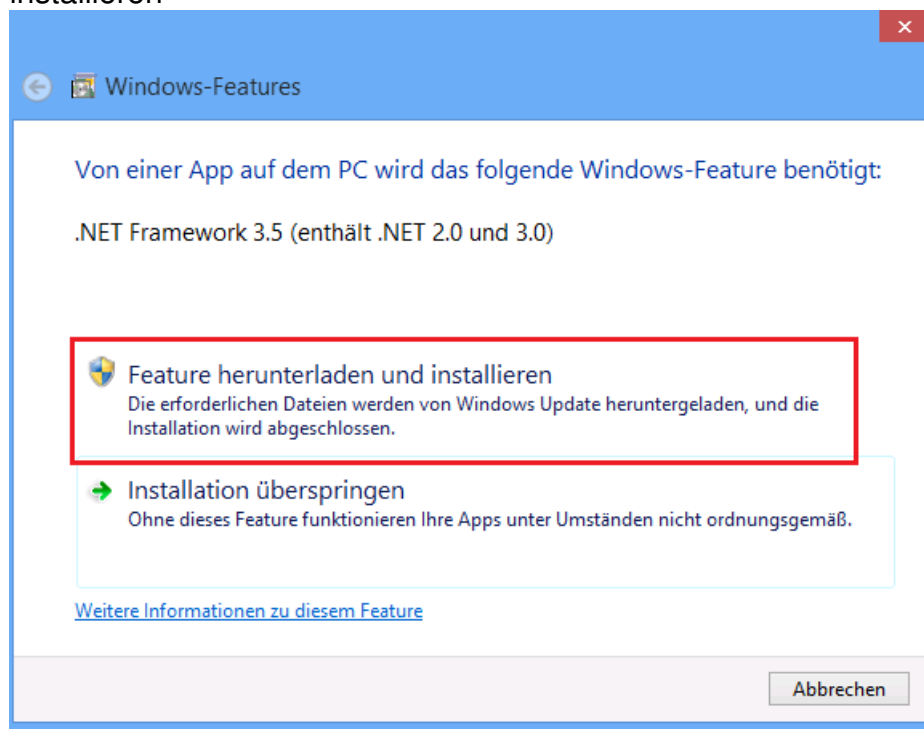 installieren
Windows-Features
Von einer App auf dem PC wird das folgende Windows-Feature benötigt:
.NET Framework 3.5 (enthält .NET 2.0 und 3.0)
Feature herunterladen und installieren
Die erforderlichen Dateien werden von Windows Update heruntergeladen, und die
Installation wird abgeschlossen.
Installation überspringen
Ohne dieses Feature funktionieren Ihre Apps unter Umständen nicht ordnungsgemäß.
Weitere Informationen zu diesem Feature
Abbrechen